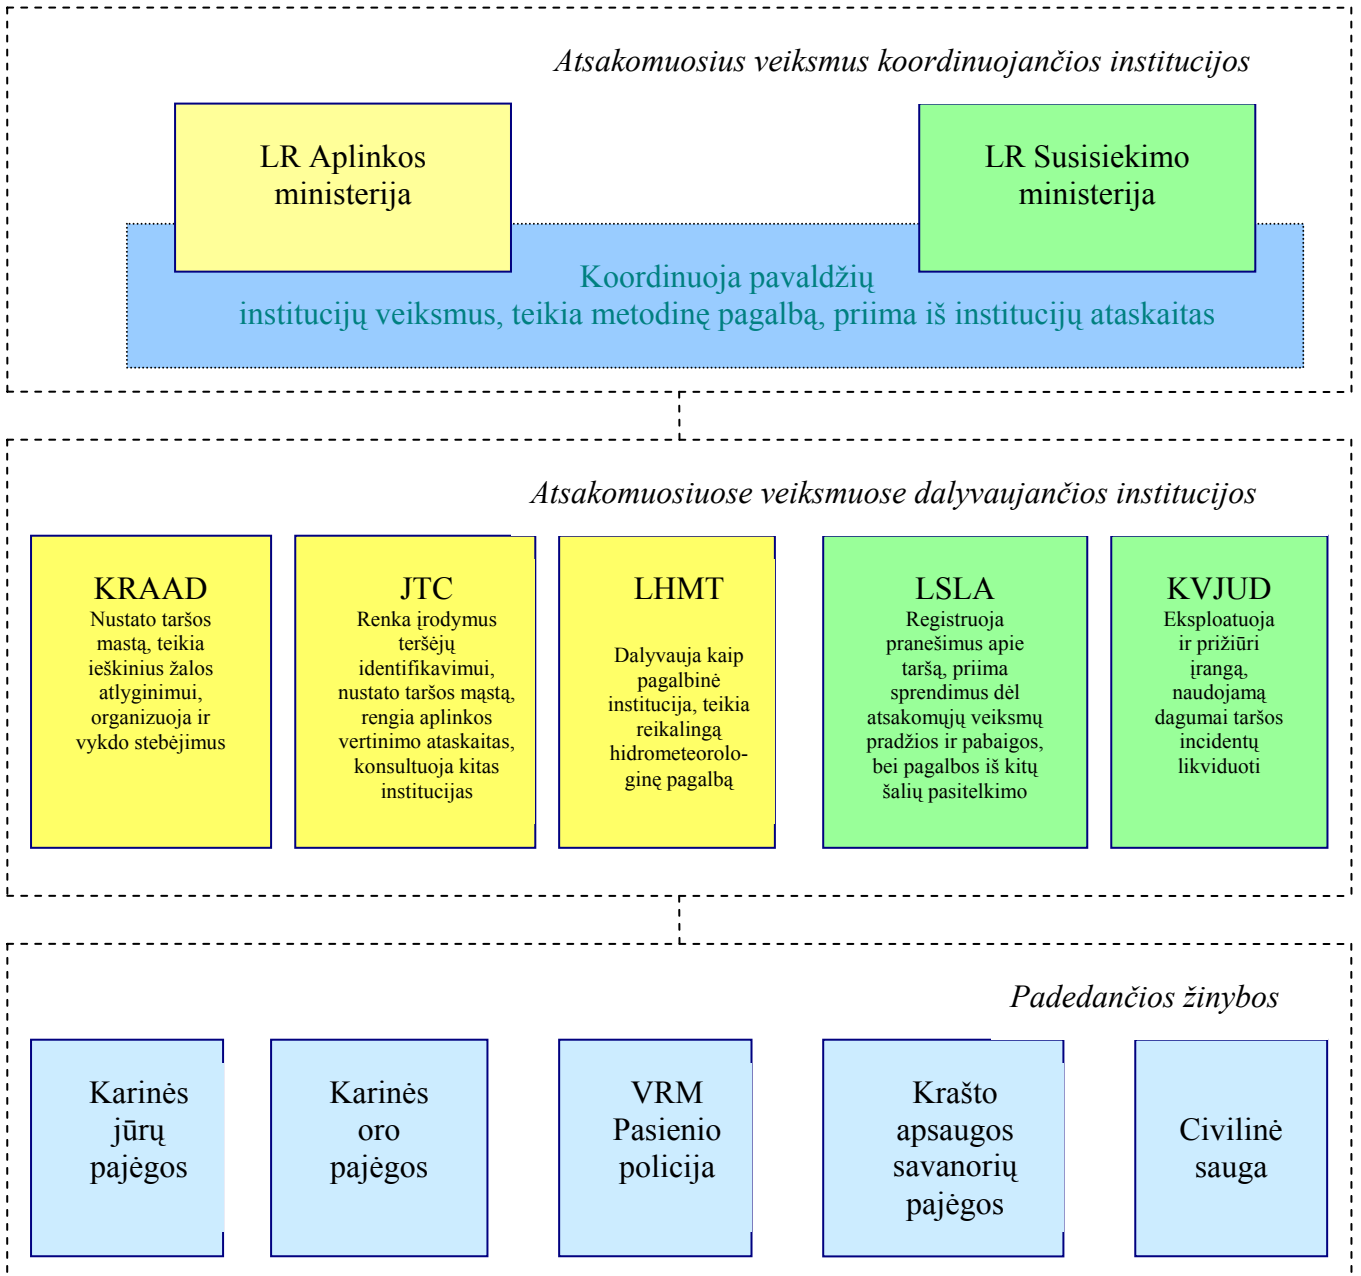 Atsakomuosius veiksmus koordinuojančios institucijos
LR Aplinkos
ministerija
LR Susisiekimo
ministerija
Koordinuoja pavaldžių
institucijų veiksmus, teikia metodinę pagalbą, priima iš institucijų ataskaitas
Atsakomuosiuose veiksmuose dalyvaujančios institucijos
KRAAD
Nustato taršos
mastą, teikia
ieškinius žalos
atlyginimui,
organizuoja ir
vykdo stebėjimus
JTC
Renka įrodymus
teršėjų
identifikavimui,
nustato taršos mąstą,
rengia aplinkos
vertinimo ataskaitas,
konsultuoja kitas
institucijas
LHMT
Dalyvauja kaip
pagalbinė
institucija, teikia
reikalingą
hidrometeorolo-
ginę pagalbą
LSLA
Registruoja
pranešimus apie
taršą, priima
sprendimus dėl
atsakomųjų veiksmų
pradžios ir pabaigos,
bei pagalbos iš kitų
šalių pasitelkimo
KVJUD
Eksploatuoja
ir prižiūri
įrangą,
naudojamą
dagumai taršos
incidentų
likviduoti
Padedančios žinybos
Karinės
jūrų
pajėgos
Karinės
oro
pajėgos
VRM
Pasienio
policija
Krašto
apsaugos
savanorių
pajėgos
Civilinė
sauga